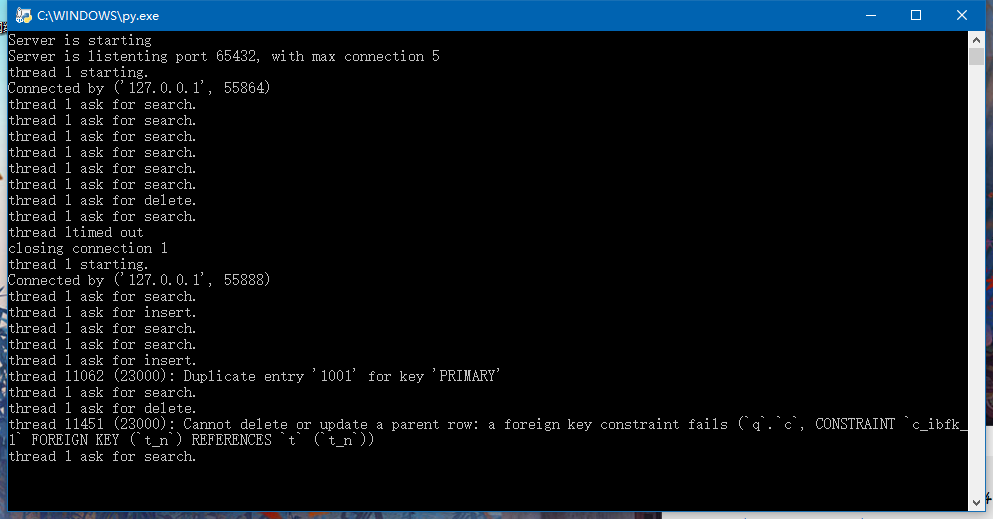 C:\WINDOWS\py.exe
Server is starting
Server is listenting port 65432, with max connection 5
thread 1 starting.
Connected by ('127.0.0.1', 55864)
thread 1 ask for search.
thread 1 ask for search.
thread 1 ask for search.
thread 1 ask for search.
thread 1 ask for search.
thread 1 ask for search.
thread 1 ask for delete.
thread 1 ask for search.
thread 1timed out
closing connection 1
thread 1 starting.
Connected by ('127.0.0.1', 55888)
thread 1 ask for search.
thread 1 ask for insert.
thread 1 ask for search.
thread 1 ask for search.
thread 1 ask for insert.
thread 11062 (23000): Duplicate entry '1001' for key 'PRIMARY'
thread 1 ask for search.
thread 1 ask for delete.
thread 11451 (23000): Cannot delete or update a parent row: a foreign key constraint fails (`q`.`c`, CONSTRAINT `c_ibfk_
1` FOREIGN KEY (`t_n`) REFERENCES `t` (`t_n`))
thread 1 ask for search.